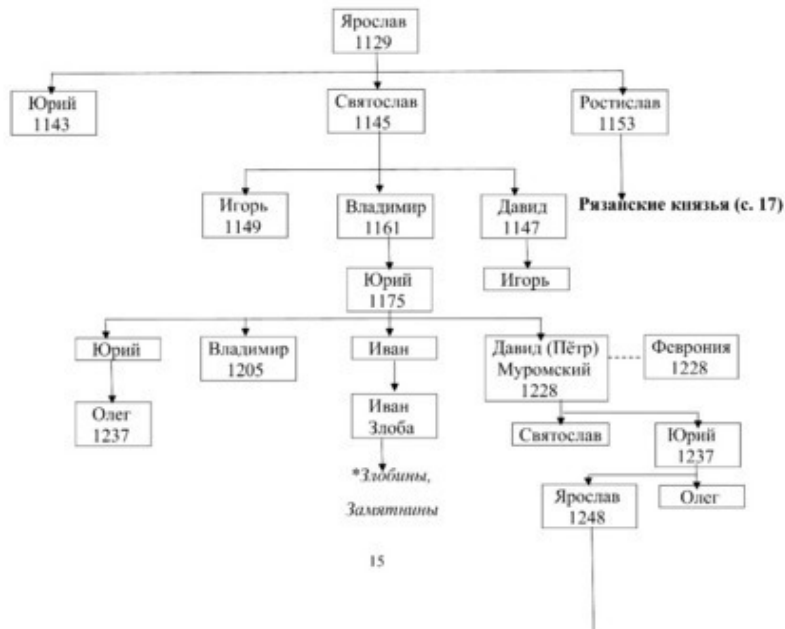 Ярослав
1129
Юрий
1143
Святослав
1145
Ростислав
1153
Игорь
1149
Владимир
1161
Давид
1147
Рязанские князья (с. 17)
Юрий
1175
Игорь
Юрий
Владимир
1205
Иван
Давид (Пётр)
Муромский
1228
Феврония
1228
Олег
1237
Иван
Злоба
Святослав
Юрий
1237
*Злобины,
Замятнины
Ярослав
1248
Олег
15